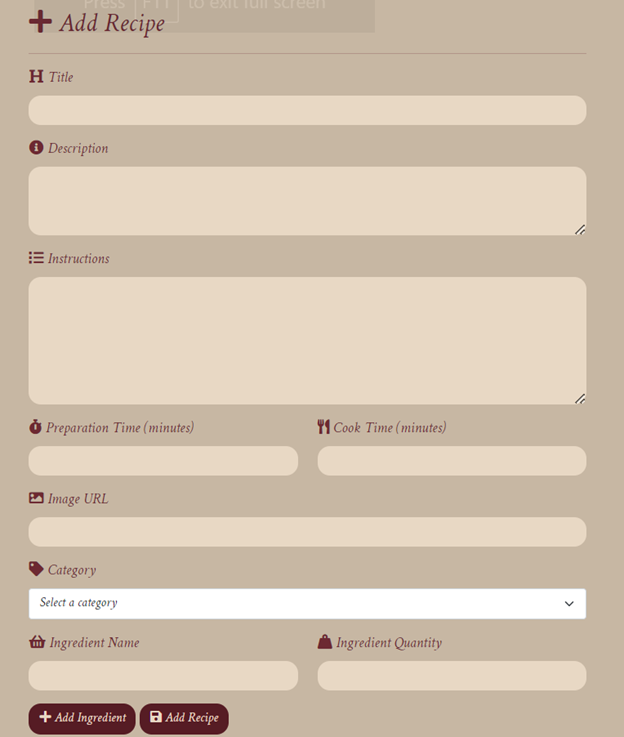 Press F11 to exit full screen
Add Recipe
Title
Description
Instructions
Preparation Time (minutes) Cook Time (minutes)
Image URL
Category
Select a category
Ingredient Name Ingredient Quantity
Add Ingredient Add Recipe